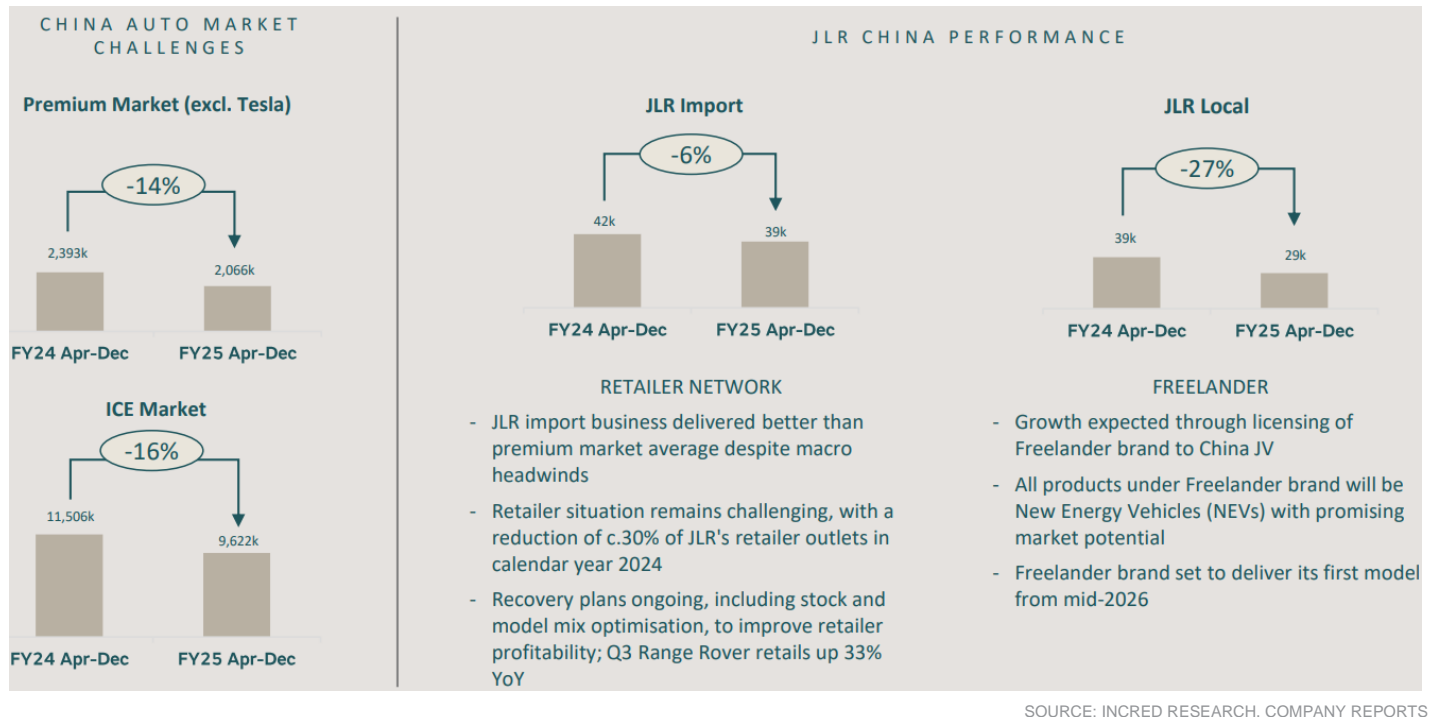 CHINA AUTO MARKET
CHALLENGES
Premium Market (excl. Tesla)
-14%
2,393k
2,066k
FY24 Apr-Dec
FY25 Apr-Dec
ICE Market
-16%
11,506k
9,622k
FY24 Apr-Dec
FY25 Apr-Dec
JLR CHINA PERFORMANCE
JLR Import
-6%
42k
39k
FY24 Apr-Dec
FY25 Apr-Dec
RETAILER NETWORK
- JLR import business delivered better than
premium market average despite macro
headwinds
- Retailer situation remains challenging, with a
reduction of c.30% of JLR's retailer outlets in
calendar year 2024
- Recovery plans ongoing, including stock and
model mix optimisation, to improve retailer
profitability; Q3 Range Rover retails up 33%
YoY
JLR Local
-27%
39k
29k
FY24 Apr-Dec
FY25 Apr-Dec
FREELANDER
- Growth expected through licensing of
Freelander brand to China JV
- All products under Freelander brand will be
New Energy Vehicles (NEVs) with promising
market potential
- Freelander brand set to deliver its first model
from mid-2026
SOURCE: INCRED RESEARCH, COMPANY REPORTS